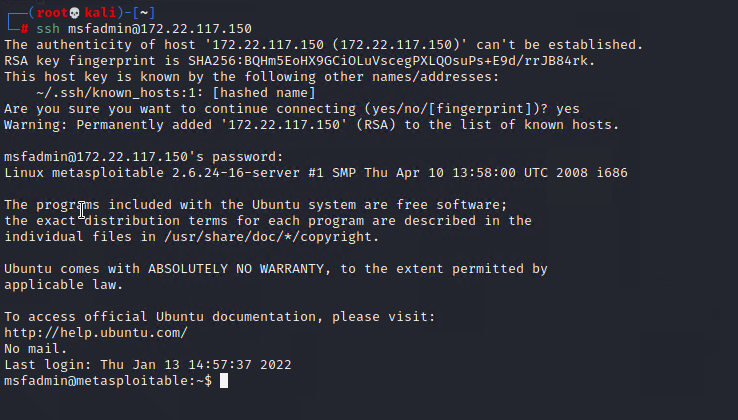 (root💀kali)-[~]
# ssh msfadmin@172.22.117.150
The authenticity of host '172.22.117.150 (172.22.117.150)' can't be established.
RSA key fingerprint is SHA256:BQHm5EoHX9GCiOLuVscegPXLQOsuPs+E9d/rrJB84rk.
This host key is known by the following other names/addresses:
    ~/.ssh/known_hosts:1: [hashed name]
Are you sure you want to continue connecting (yes/no/[fingerprint])? yes
Warning: Permanently added '172.22.117.150' (RSA) to the list of known hosts.
msfadmin@172.22.117.150's password:
Linux metasploitable 2.6.24-16-server #1 SMP Thu Apr 10 13:58:00 UTC 2008 i686
The programs included with the Ubuntu system are free software;
the exact distribution terms for each program are described in the
individual files in /usr/share/doc/*/copyright.
Ubuntu comes with ABSOLUTELY NO WARRANTY, to the extent permitted by
applicable law.
To access official Ubuntu documentation, please visit:
http://help.ubuntu.com/
No mail.
Last login: Thu Jan 13 14:57:37 2022
msfadmin@metasploitable:~$